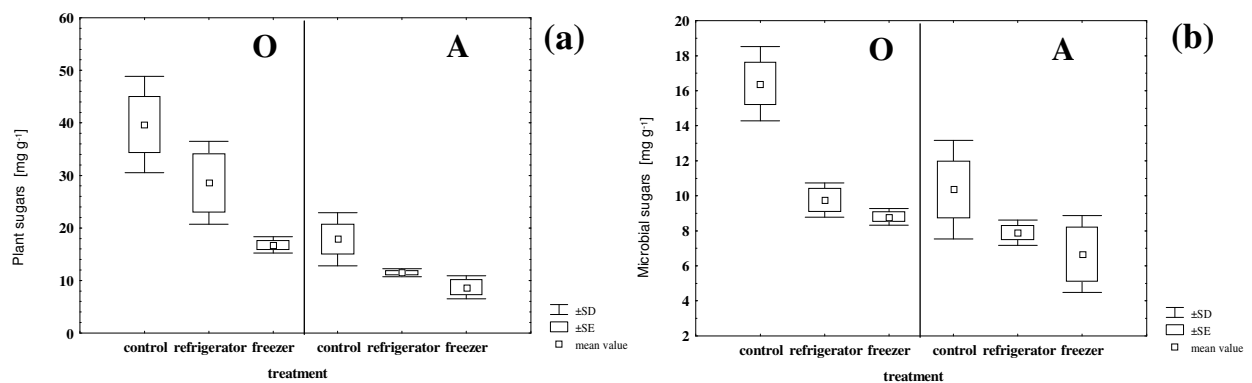 60
50
40
30
20
10
0
Plant sugars [mg g⁻¹]
O
A
(a)
control refrigerator freezer
control refrigerator freezer
treatment
±SD
±SE
mean value
20
18
16
14
12
10
8
6
4
2
Microbial sugars [mg g⁻¹]
O
A
(b)
control refrigerator freezer
control refrigerator freezer
treatment
±SD
±SE
mean value